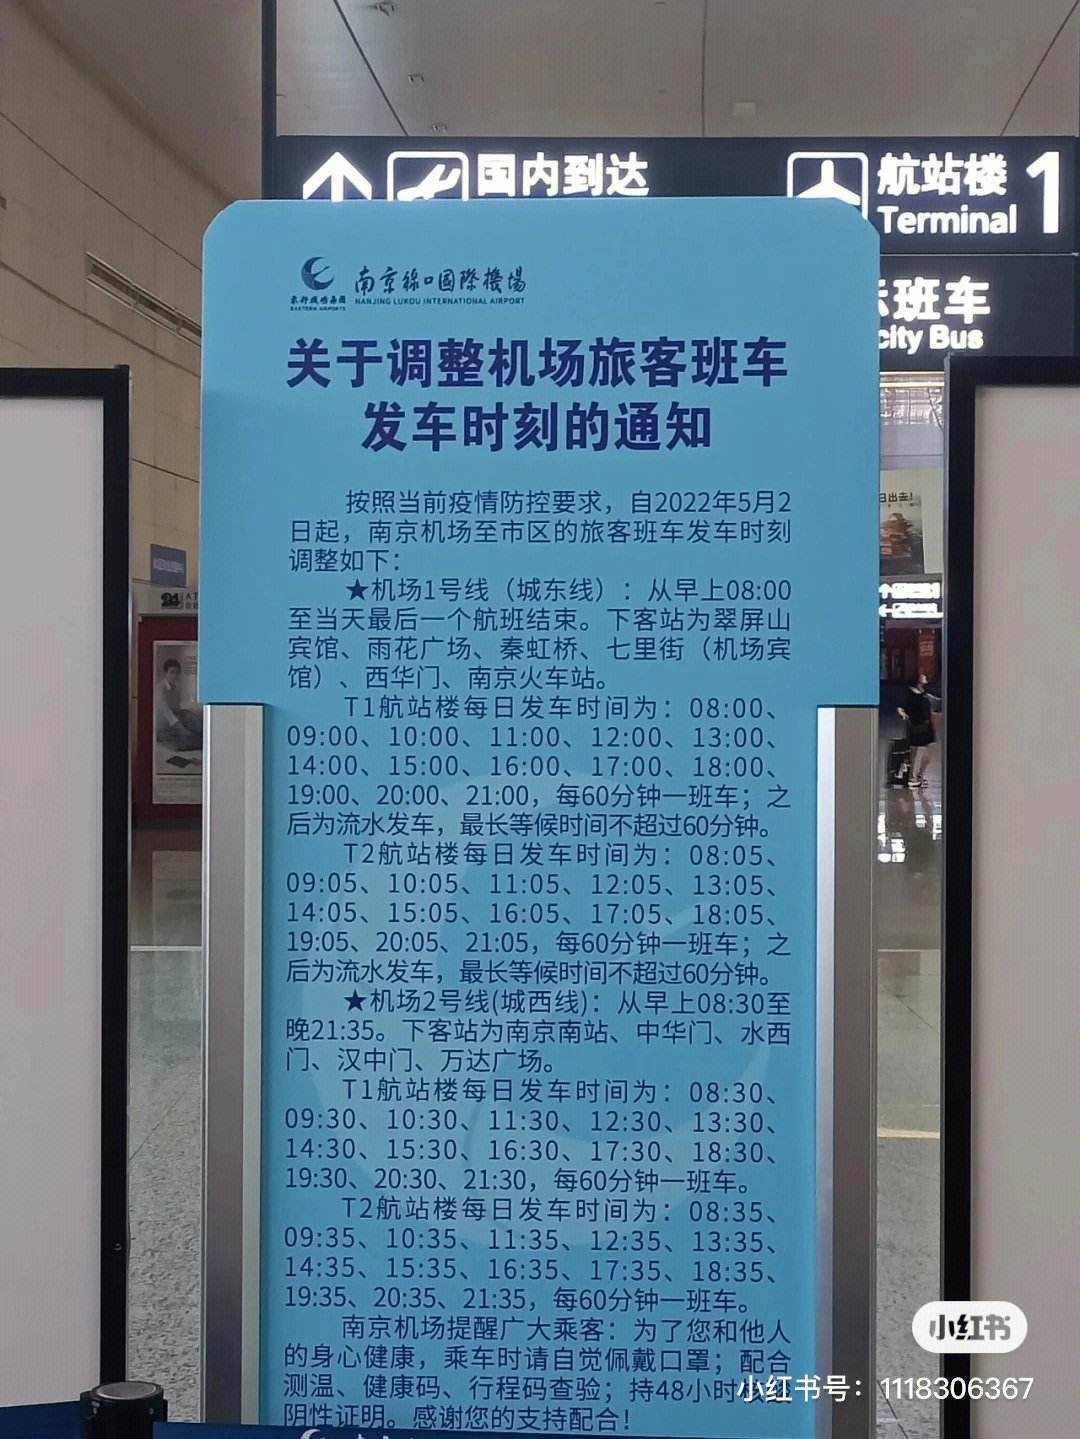 国内到达
航站楼 1
Terminal
班车
city Bus
南京禄口国際機場
NANJING LUKOU INTERNATIONAL AIRPORT
EASTERN AIRPORTS
关于调整机场旅客班车
发车时刻的通知
按照当前疫情防控要求，自2022年5月2
日起，南京机场至市区的旅客班车发车时刻
调整如下：
★机场1号线（城东线）：从早上08:00
至当天最后一个航班结束。下客站为翠屏山
宾馆、雨花广场、秦虹桥、七里街（机场宾
馆）、西华门、南京火车站。
T1航站楼每日发车时间为：08:00、
09:00、10:00、11:00、12:00、13:00、
14:00、15:00、16:00、17:00、18:00、
19:00、20:00、21:00，每60分钟一班车；之
后为流水发车，最长等候时间不超过60分钟。
T2航站楼每日发车时间为：08:05、
09:05、10:05、11:05、12:05、13:05、
14:05、15:05、16:05、17:05、18:05、
19:05、20:05、21:05，每60分钟一班车；之
后为流水发车，最长等候时间不超过60分钟。
★机场2号线(城西线)：从早上08:30至
晚21:35。下客站为南京南站、中华门、水西
门、汉中门、万达广场。
T1航站楼每日发车时间为：08:30、
09:30、10:30、11:30、12:30、13:30、
14:30、15:30、16:30、17:30、18:30、
19:30、20:30、21:30，每60分钟一班车。
T2航站楼每日发车时间为：08:35、
09:35、10:35、11:35、12:35、13:35、
14:35、15:35、16:35、17:35、18:35、
19:35、20:35、21:35，每60分钟一班车。
南京机场提醒广大乘客：为了您和他人
的身心健康，乘车时请自觉佩戴口罩；配合
测温、健康码、行程码查验；持48小时
阴性证明。感谢您的支持配合！
小红书
小红书号：1118306367